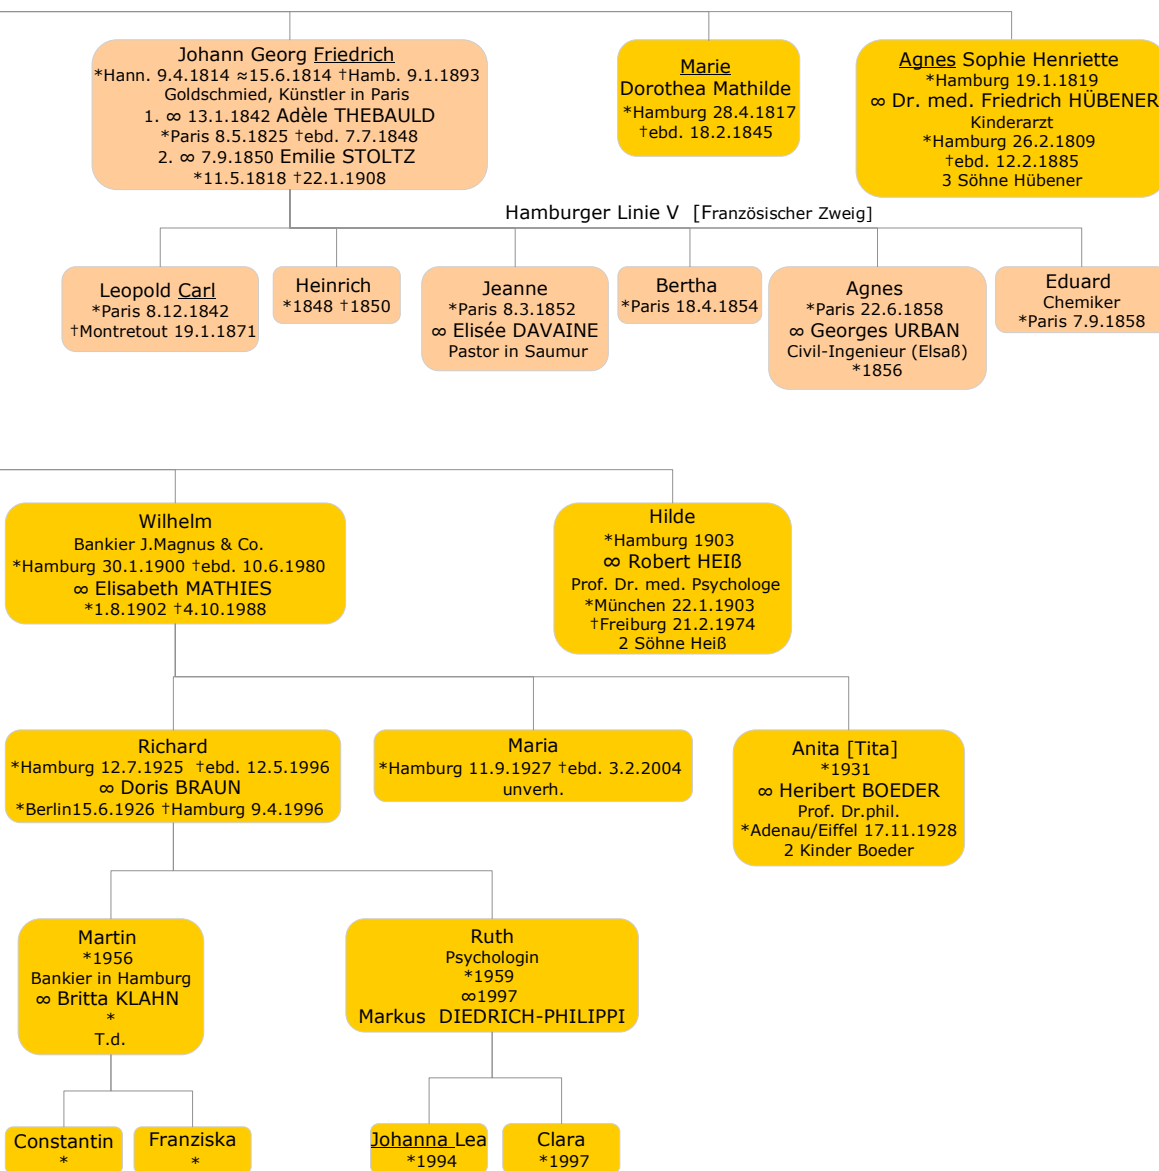 Johann Georg Friedrich
*Hann. 9.4.1814 ≈15.6.1814 †Hamb. 9.1.1893
Goldschmied, Künstler in Paris
1. ∞ 13.1.1842 Adèle THEBAULD
*Paris 8.5.1825 †ebd. 7.7.1848
2. ∞ 7.9.1850 Emilie STOLTZ
*11.5.1818 †22.1.1908
Marie
Dorothea Mathilde
*Hamburg 28.4.1817
†ebd. 18.2.1845
Agnes Sophie Henriette
*Hamburg 19.1.1819
∞ Dr. med. Friedrich HÜBENER
Kinderarzt
*Hamburg 26.2.1809
†ebd. 12.2.1885
3 Söhne Hübener
Hamburger Linie V [Französischer Zweig]
Leopold Carl
*Paris 8.12.1842
†Montretout 19.1.1871
Heinrich
*1848 †1850
Jeanne
*Paris 8.3.1852
∞ Elisée DAVAINE
Pastor in Saumur
Bertha
*Paris 18.4.1854
Agnes
*Paris 22.6.1858
∞ Georges URBAN
Civil-Ingenieur (Elsaß)
*1856
Eduard
Chemiker
*Paris 7.9.1858
Wilhelm
Bankier J.Magnus & Co.
*Hamburg 30.1.1900 †ebd. 10.6.1980
∞ Elisabeth MATHIES
*1.8.1902 †4.10.1988
Hilde
*Hamburg 1903
∞ Robert HEIß
Prof. Dr. med. Psychologe
*München 22.1.1903
†Freiburg 21.2.1974
2 Söhne Heiß
Richard
*Hamburg 12.7.1925 †ebd. 12.5.1996
∞ Doris BRAUN
*Berlin15.6.1926 †Hamburg 9.4.1996
Maria
*Hamburg 11.9.1927 †ebd. 3.2.2004
unverh.
Anita [Tita]
*1931
∞ Heribert BOEDER
Prof. Dr.phil.
*Adenau/Eiffel 17.11.1928
2 Kinder Boeder
Martin
*1956
Bankier in Hamburg
∞ Britta KLAHN
*
T.d.
Ruth
Psychologin
*1959
∞1997
Markus DIEDRICH-PHILIPPI
Constantin
*
Franziska
*
Johanna Lea
*1994
Clara
*1997